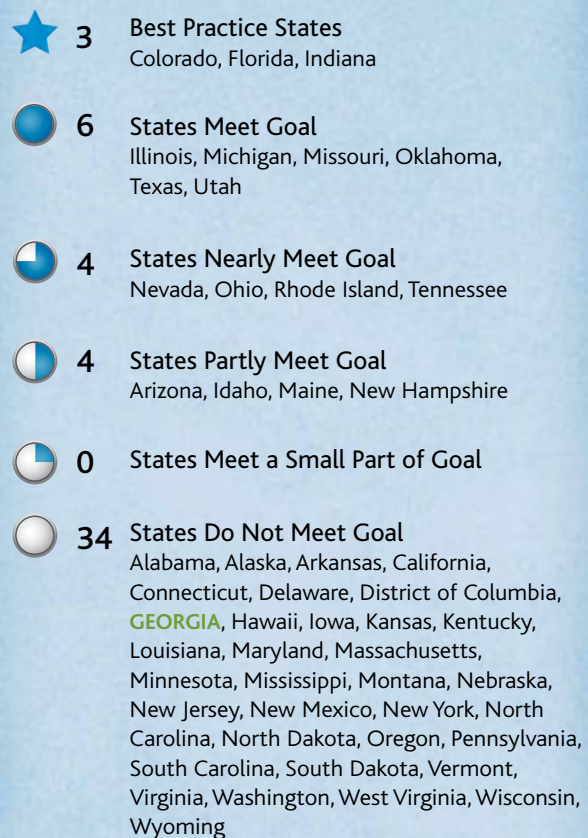 3 Best Practice States
Colorado, Florida, Indiana
6 States Meet Goal
Illinois, Michigan, Missouri, Oklahoma,
Texas, Utah
4 States Nearly Meet Goal
Nevada, Ohio, Rhode Island, Tennessee
4 States Partly Meet Goal
Arizona, Idaho, Maine, New Hampshire
0 States Meet a Small Part of Goal
34 States Do Not Meet Goal
Alabama, Alaska, Arkansas, California,
Connecticut, Delaware, District of Columbia,
GEORGIA, Hawaii, Iowa, Kansas, Kentucky,
Louisiana, Maryland, Massachusetts,
Minnesota, Mississippi, Montana, Nebraska,
New Jersey, New Mexico, New York, North
Carolina, North Dakota, Oregon, Pennsylvania,
South Carolina, South Dakota, Vermont,
Virginia, Washington, West Virginia, Wisconsin,
Wyoming